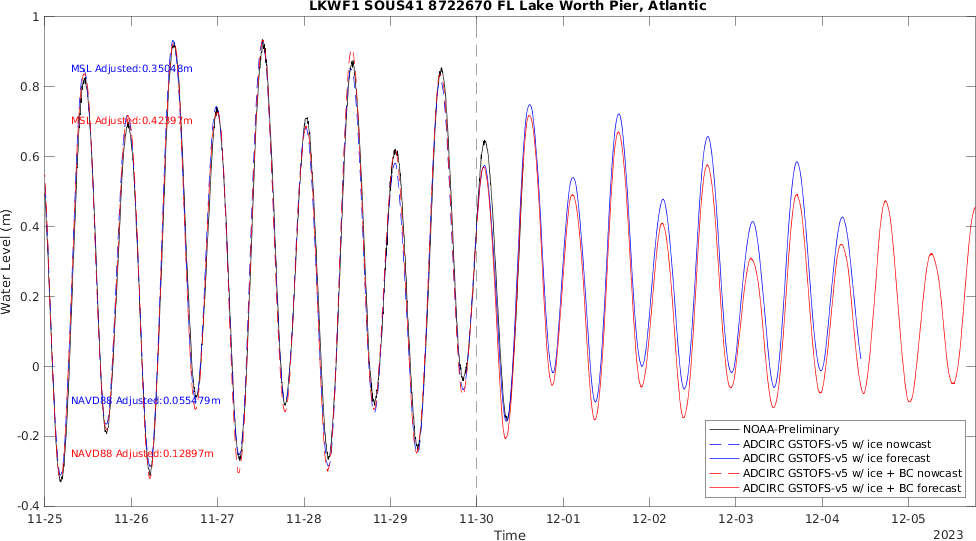 LKWF1 SOUS41 8722670 FL Lake Worth Pier, Atlantic
1
0.8
0.6
0.4
0.2
0
-0.2
-0.4
Water Level (m)
MSL Adjusted:0.35048m
MSL Adjusted:0.42397m
NAVD88 Adjusted:0.055479m
NAVD88 Adjusted:0.12897m
NOAA-Preliminary
ADCIRC GSTOFS-v5 w/ ice nowcast
ADCIRC GSTOFS-v5 w/ ice forecast
ADCIRC GSTOFS-v5 w/ ice + BC nowcast
ADCIRC GSTOFS-v5 w/ ice + BC forecast
11-25 11-26 11-27 11-28 11-29 11-30 12-01 12-02 12-03 12-04 12-05
Time
2023